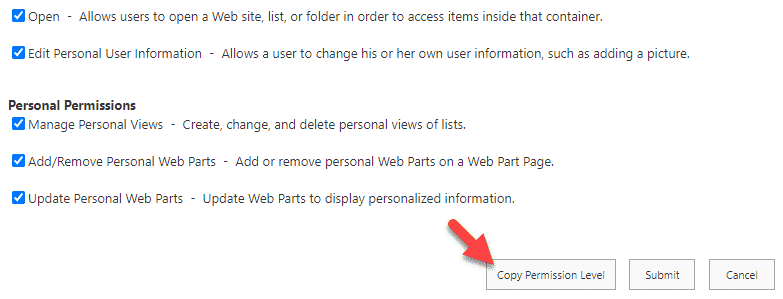 Open - Allows users to open a Web site, list, or folder in order to access items inside that container.
Edit Personal User Information - Allows a user to change his or her own user information, such as adding a picture.
Personal Permissions
Manage Personal Views - Create, change, and delete personal views of lists.
Add/Remove Personal Web Parts - Add or remove personal Web Parts on a Web Part Page.
Update Personal Web Parts - Update Web Parts to display personalized information.
Copy Permission Level Submit Cancel